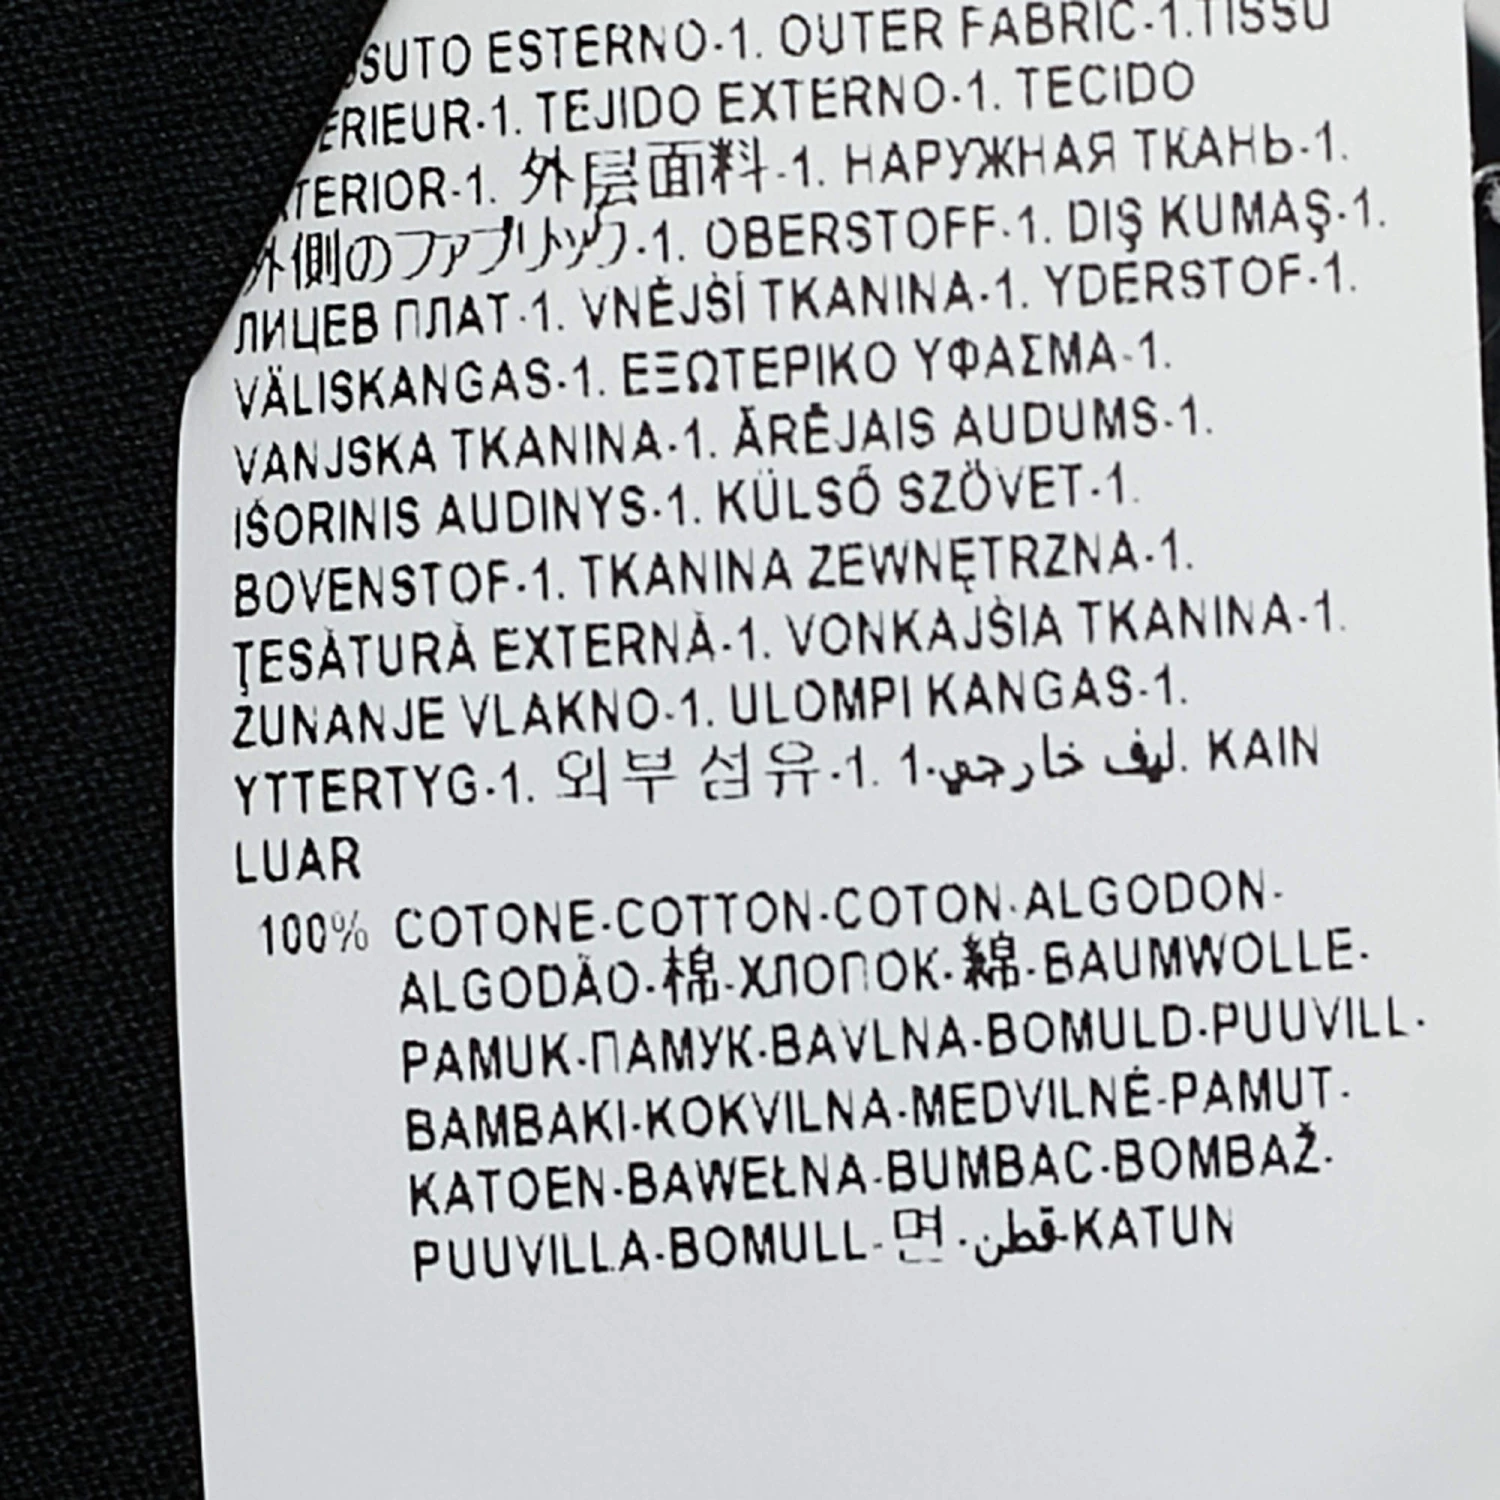 SUTO ESTERNO-1. OUTER FABRIC-1.TISSU
ERIEUR-1. TEJIDO EXTERNO-1. TECIDO
TERIOR-1. 外层面料-1. НАРУЖНАЯ ТКАНЬ-1.
外側のファブリック-1. OBERSTOFF-1. DIŞ KUMAŞ-1.
ЛИЦЕВ ПЛАТ-1. VNĚJŠÍ TKANINA-1. YDERSTOF-1.
VÄLISKANGAS-1. ΕΞΩΤΕΡΙΚΟ ΥΦΑΣΜΑ-1.
VANJSKA TKANINA-1. ĀRĒJAIS AUDUMS-1.
IŠORINIS AUDINYS-1. KÜLSŐ SZÖVET-1.
BOVENSTOF-1. TKANINA ZEWNĘTRZNA-1.
ŢESĂTURĂ EXTERNĂ-1. VONKAJŠIA TKANINA-1.
ZUNANJE VLAKNO-1. ULOMPI KANGAS-1.
YTTERTYG-1. 외부 섬유-1. 1-ليف خارجي. KAIN
LUAR
100% COTONE-COTTON-COTON-ALGODON-
ALGODÃO-棉-ХЛОПОК-綿-BAUMWOLLE-
PAMUK-ПАМУК-BAVLNA-BOMULD-PUUVILL-
BAMBAKI-KOKVILNA-MEDVILNĖ-PAMUT-
KATOEN-BAWEŁNA-BUMBAC-BOMBAŽ-
PUUVILLA-BOMULL-면-قطن-KATUN